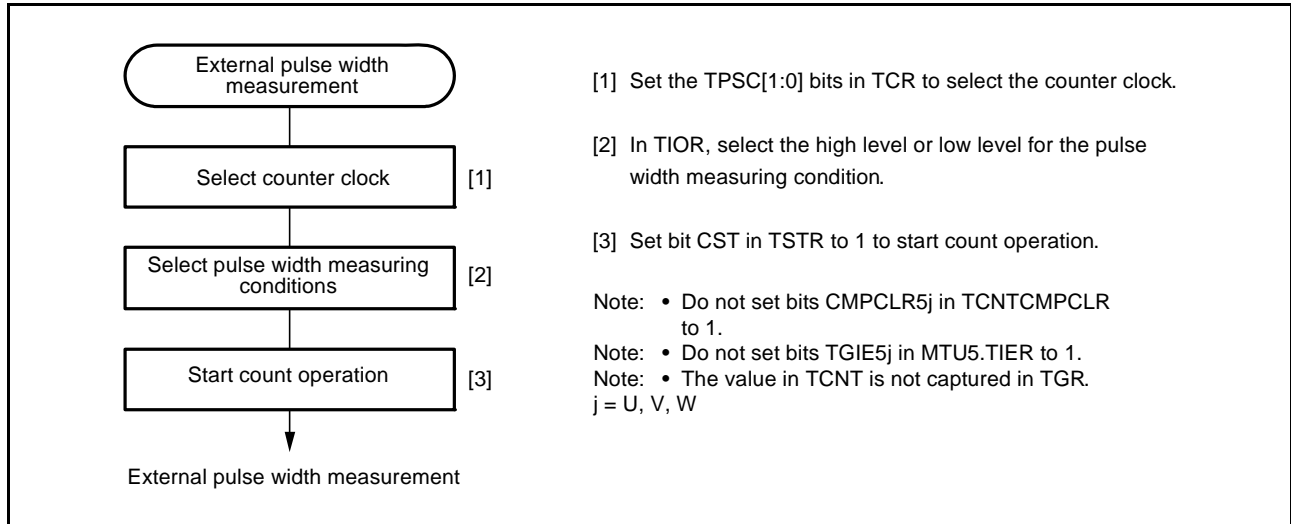 External pulse width
measurement
Select counter clock
[1]
Select pulse width measuring
conditions
[2]
Start count operation
[3]
External pulse width measurement
[1] Set the TPSC[1:0] bits in TCR to select the counter clock.
[2] In TIOR, select the high level or low level for the pulse
width measuring condition.
[3] Set bit CST in TSTR to 1 to start count operation.
Note: • Do not set bits CMPCLR5j in TCNTCMPCLR
to 1.
Note: • Do not set bits TGIE5j in MTU5.TIER to 1.
Note: • The value in TCNT is not captured in TGR.
j = U, V, W